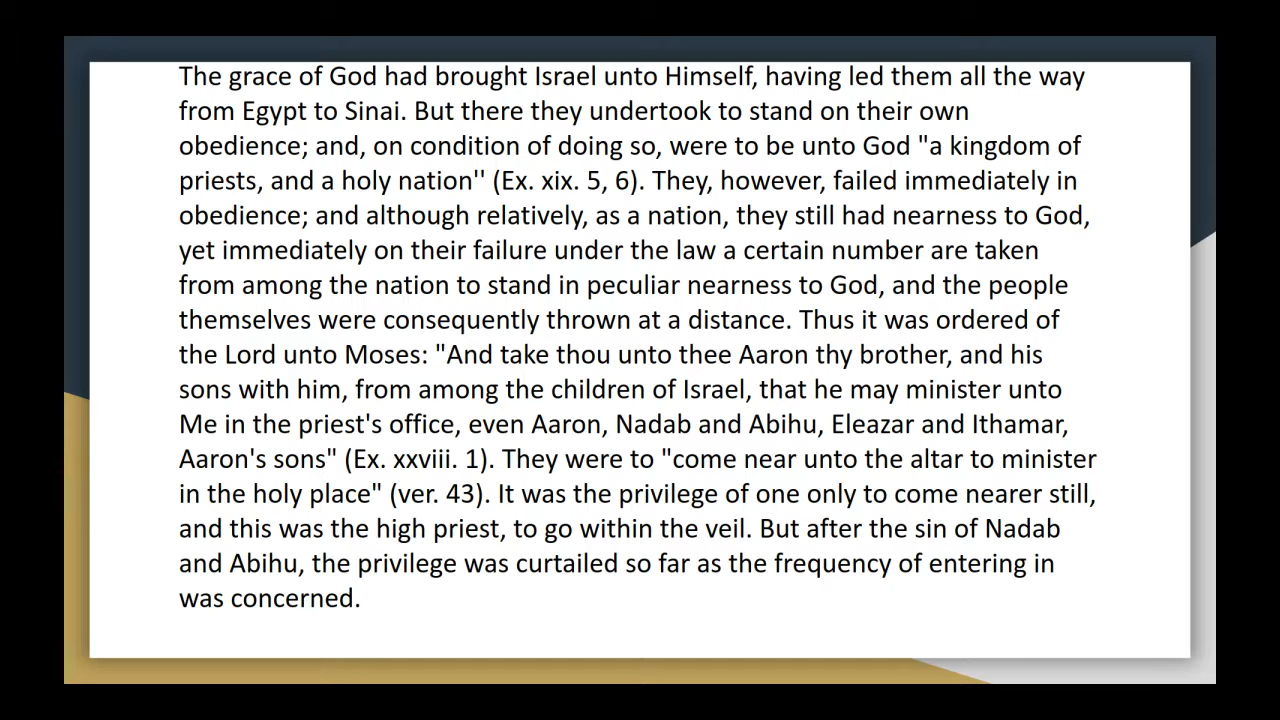 The grace of God had brought Israel unto Himself, having led them all the way
from Egypt to Sinai. But there they undertook to stand on their own
obedience; and, on condition of doing so, were to be unto God "a kingdom of
priests, and a holy nation'' (Ex. xix. 5, 6). They, however, failed immediately in
obedience; and although relatively, as a nation, they still had nearness to God,
yet immediately on their failure under the law a certain number are taken
from among the nation to stand in peculiar nearness to God, and the people
themselves were consequently thrown at a distance. Thus it was ordered of
the Lord unto Moses: "And take thou unto thee Aaron thy brother, and his
sons with him, from among the children of Israel, that he may minister unto
Me in the priest's office, even Aaron, Nadab and Abihu, Eleazar and Ithamar,
Aaron's sons" (Ex. xxviii. 1). They were to "come near unto the altar to minister
in the holy place" (ver. 43). It was the privilege of one only to come nearer still,
and this was the high priest, to go within the veil. But after the sin of Nadab
and Abihu, the privilege was curtailed so far as the frequency of entering in
was concerned.